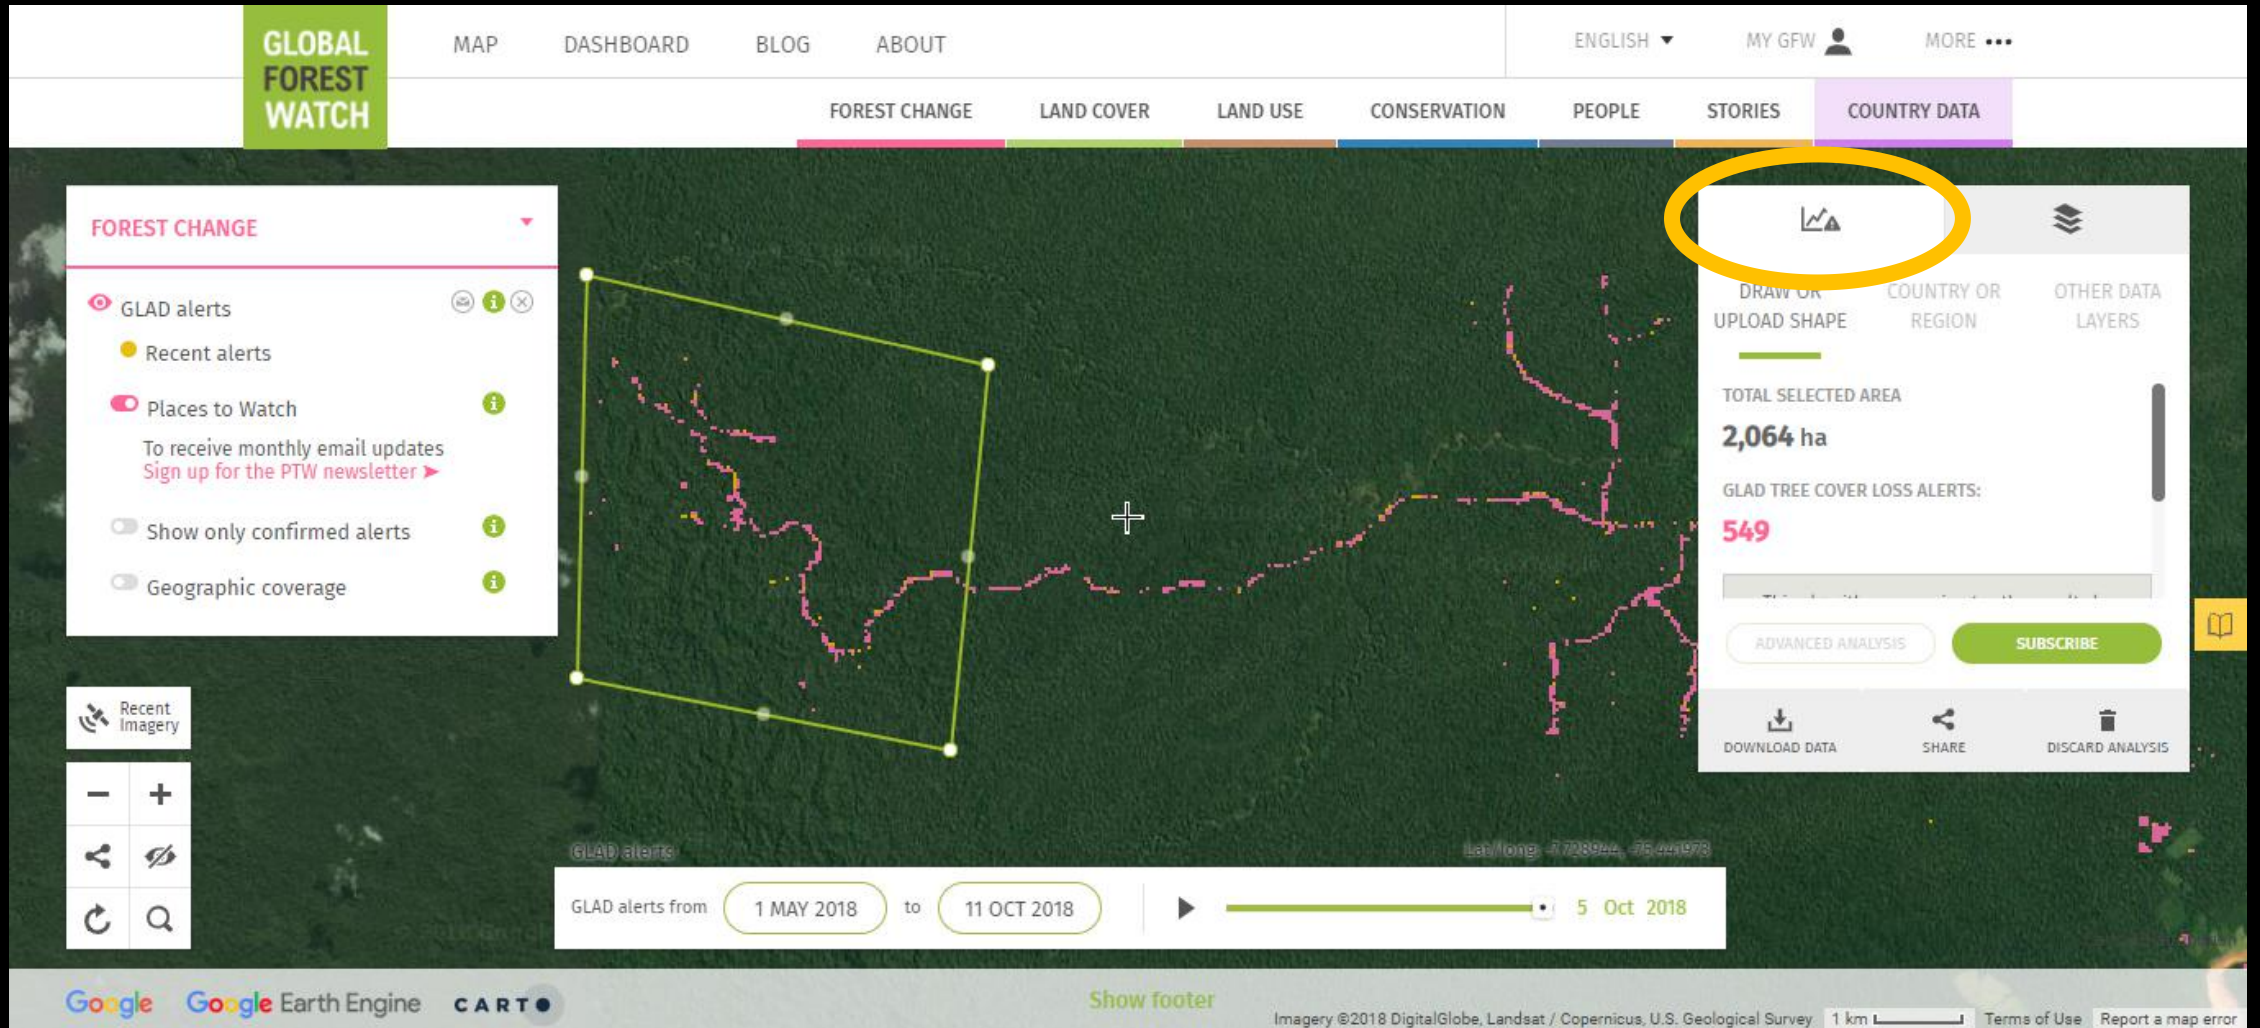 GLOBAL
FOREST
WATCH
MAP DASHBOARD BLOG ABOUT
ENGLISH MY GFW MORE
FOREST CHANGE LAND COVER LAND USE CONSERVATION PEOPLE STORIES COUNTRY DATA
FOREST CHANGE
GLAD alerts
Recent alerts
Places to Watch
To receive monthly email updates
Sign up for the PTW newsletter ➤
Show only confirmed alerts
Geographic coverage
DRAW OR
UPLOAD SHAPE
COUNTRY OR
REGION
OTHER DATA
LAYERS
TOTAL SELECTED AREA
2,064 ha
GLAD TREE COVER LOSS ALERTS:
549
ADVANCED ANALYSIS SUBSCRIBE
DOWNLOAD DATA SHARE DISCARD ANALYSIS
Recent
Imagery
GLAD alerts
GLAD alerts from 1 MAY 2018 to 11 OCT 2018 5 Oct 2018
Google Google Earth Engine CARTO
Show footer
Imagery ©2018 DigitalGlobe, Landsat / Copernicus, U.S. Geological Survey 1 km Terms of Use Report a map error